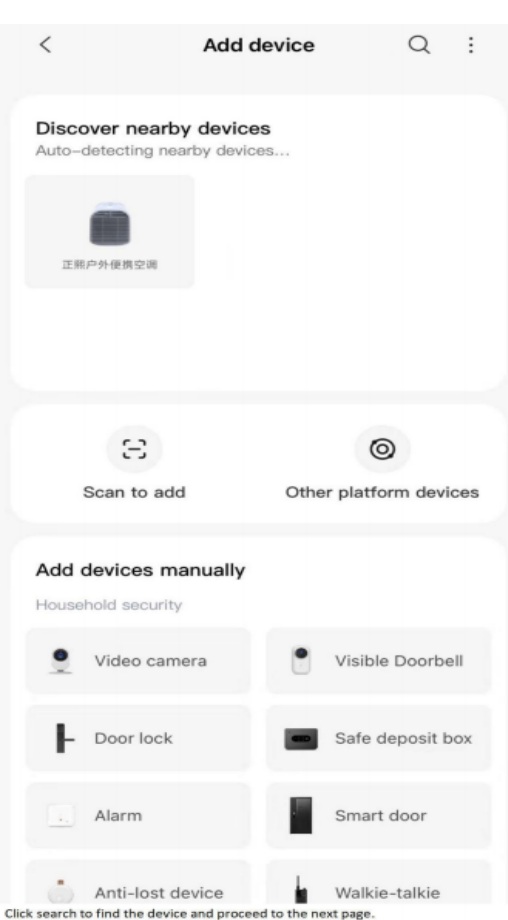 Add device
Discover nearby devices
Auto-detecting nearby devices...
正熙户外便携空调
Scan to add
Other platform devices
Add devices manually
Household security
Video camera
Visible Doorbell
Door lock
Safe deposit box
Alarm
Smart door
Anti-lost device
Walkie-talkie
Click search to find the device and proceed to the next page.